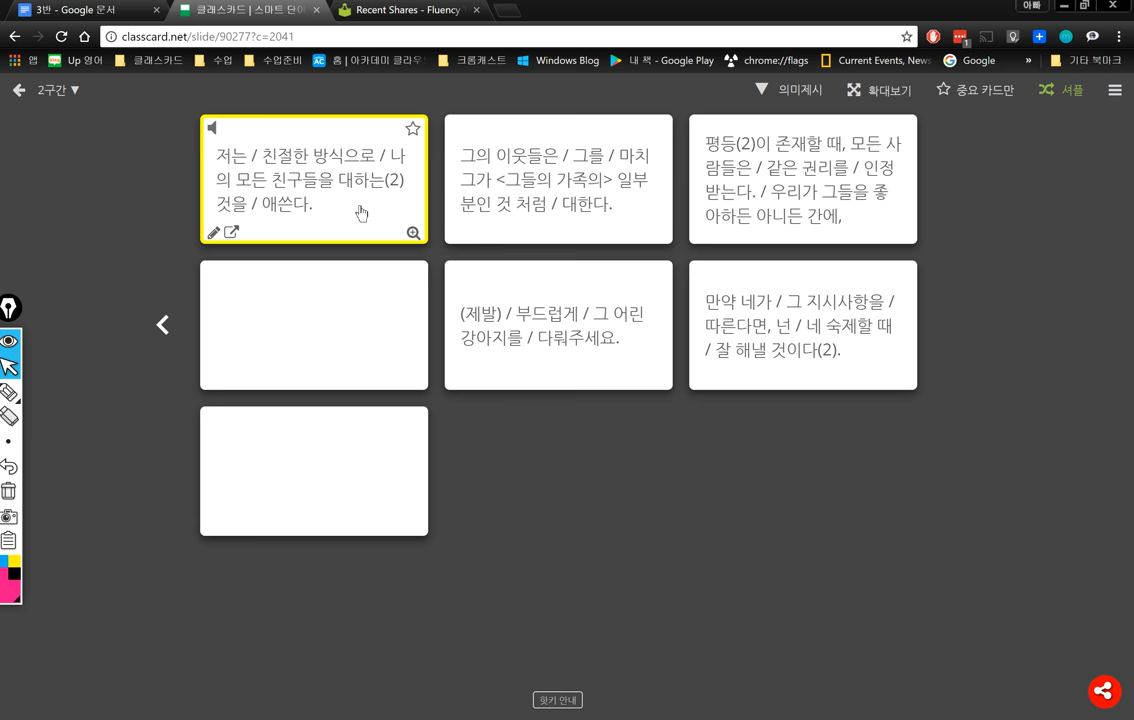 3반 - Google 문서
클래스카드 | 스마트 단어
Recent Shares - Fluency
아빠
classcard.net/slide/90277?c=2041
앱
Up 영어
클래스카드
수업
수업준비
홈 | 아카데미 클라우
크롬캐스트
Windows Blog
내 책 - Google Play
chrome://flags
Current Events, News
Google
»
기타 북마크
2구간 ▼
의미제시
확대보기
중요 카드만
셔플
저는 / 친절한 방식으로 / 나
의 모든 친구들을 대하는(2)
것을 / 애쓴다.
그의 이웃들은 / 그를 / 마치
그가 <그들의 가족의> 일부
분인 것 처럼 / 대한다.
평등(2)이 존재할 때, 모든 사
람들은 / 같은 권리를 / 인정
받는다. / 우리가 그들을 좋
아하든 아니든 간에,
(제발) / 부드럽게 / 그 어린
강아지를 / 다뤄주세요.
만약 네가 / 그 지시사항을 /
따른다면, 넌 / 네 숙제할 때
/ 잘 해낼 것이다(2).
핫키 안내